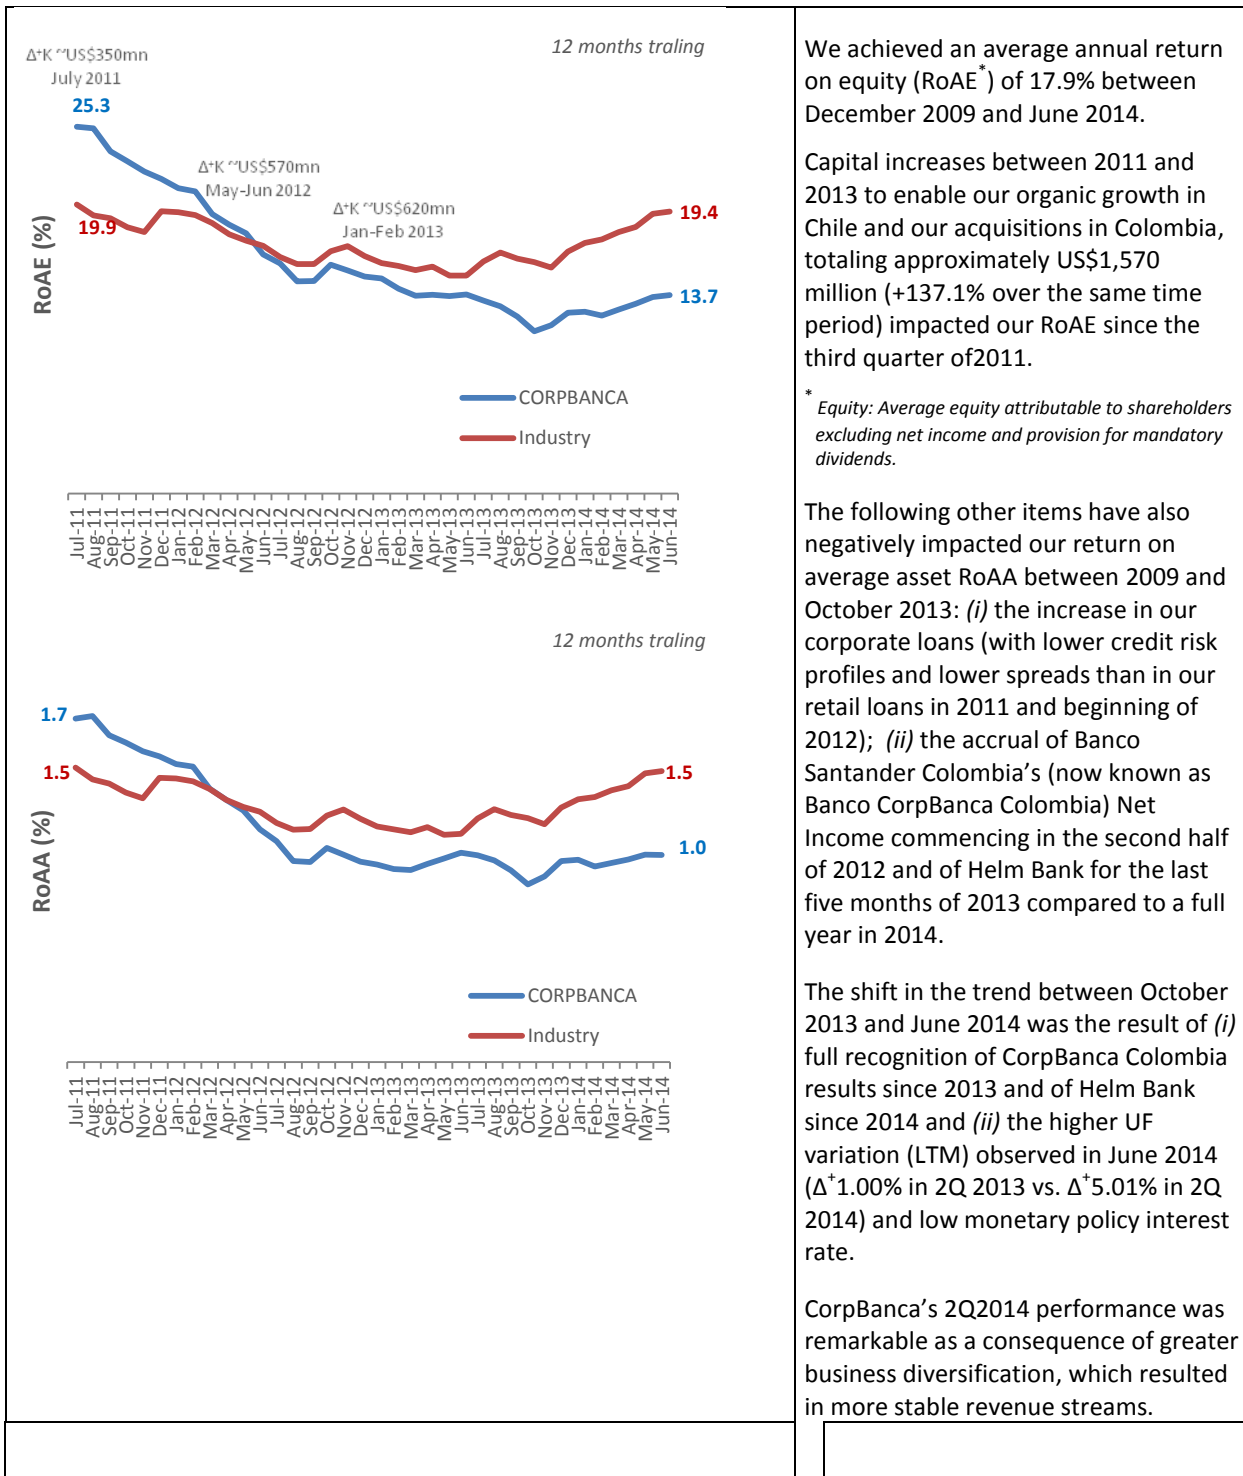 12 months traling
Δ⁺K ~US$350mn
July 2011
25.3
Δ⁺K ~US$570mn
May-Jun 2012
Δ⁺K ~US$620mn
Jan-Feb 2013
19.9
19.4
13.7
RoAE (%)
CORPBANCA
Industry
Jul-11
Aug-11
Sep-11
Oct-11
Nov-11
Dec-11
Jan-12
Feb-12
Mar-12
Apr-12
May-12
Jun-12
Jul-12
Aug-12
Sep-12
Oct-12
Nov-12
Dec-12
Jan-13
Feb-13
Mar-13
Apr-13
May-13
Jun-13
Jul-13
Aug-13
Sep-13
Oct-13
Nov-13
Dec-13
Jan-14
Feb-14
Mar-14
Apr-14
May-14
Jun-14
12 months traling
1.7
1.5
1.5
1.0
RoAA (%)
CORPBANCA
Industry
Jul-11
Aug-11
Sep-11
Oct-11
Nov-11
Dec-11
Jan-12
Feb-12
Mar-12
Apr-12
May-12
Jun-12
Jul-12
Aug-12
Sep-12
Oct-12
Nov-12
Dec-12
Jan-13
Feb-13
Mar-13
Apr-13
May-13
Jun-13
Jul-13
Aug-13
Sep-13
Oct-13
Nov-13
Dec-13
Jan-14
Feb-14
Mar-14
Apr-14
May-14
Jun-14
We achieved an average annual return
on equity (RoAE*) of 17.9% between
December 2009 and June 2014.
Capital increases between 2011 and
2013 to enable our organic growth in
Chile and our acquisitions in Colombia,
totaling approximately US$1,570
million (+137.1% over the same time
period) impacted our RoAE since the
third quarter of2011.
* Equity: Average equity attributable to shareholders
excluding net income and provision for mandatory
dividends.
The following other items have also
negatively impacted our return on
average asset RoAA between 2009 and
October 2013: (i) the increase in our
corporate loans (with lower credit risk
profiles and lower spreads than in our
retail loans in 2011 and beginning of
2012); (ii) the accrual of Banco
Santander Colombia’s (now known as
Banco CorpBanca Colombia) Net
Income commencing in the second half
of 2012 and of Helm Bank for the last
five months of 2013 compared to a full
year in 2014.
The shift in the trend between October
2013 and June 2014 was the result of (i)
full recognition of CorpBanca Colombia
results since 2013 and of Helm Bank
since 2014 and (ii) the higher UF
variation (LTM) observed in June 2014
(Δ⁺1.00% in 2Q 2013 vs. Δ⁺5.01% in 2Q
2014) and low monetary policy interest
rate.
CorpBanca’s 2Q2014 performance was
remarkable as a consequence of greater
business diversification, which resulted
in more stable revenue streams.